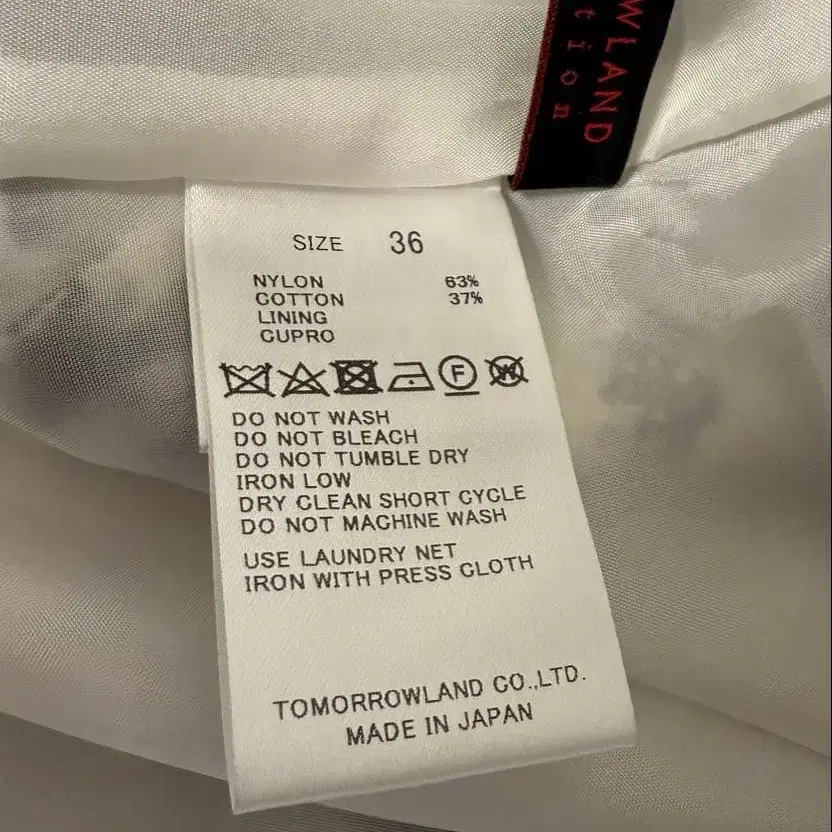 WLAND
tion
SIZE 36
NYLON 63%
COTTON 37%
LINING
CUPRO
F
W
DO NOT WASH
DO NOT BLEACH
DO NOT TUMBLE DRY
IRON LOW
DRY CLEAN SHORT CYCLE
DO NOT MACHINE WASH
USE LAUNDRY NET
IRON WITH PRESS CLOTH
TOMORROWLAND CO.,LTD.
MADE IN JAPAN